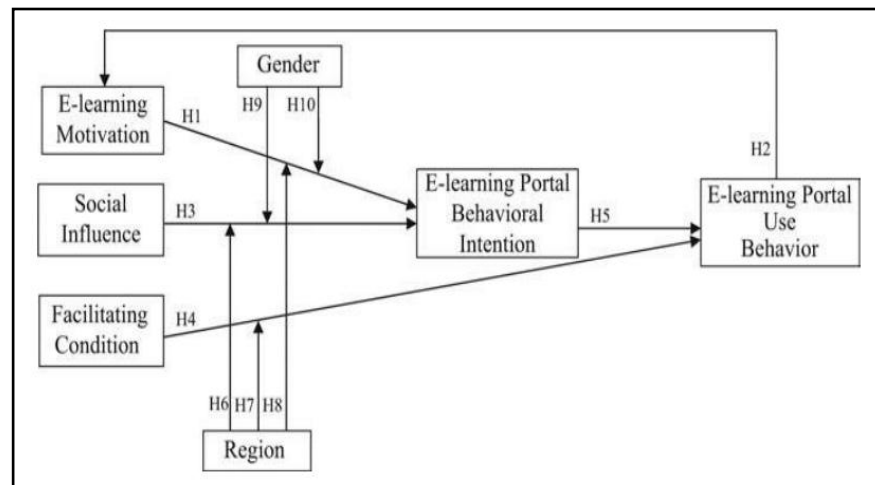 Gender
H9
H10
E-learning
Motivation
H1
H2
E-learning Portal
Behavioral
Intention
E-learning Portal
Use
Behavior
Social
Influence
H3
H5
Facilitating
Condition
H4
H6
H7
H8
Region